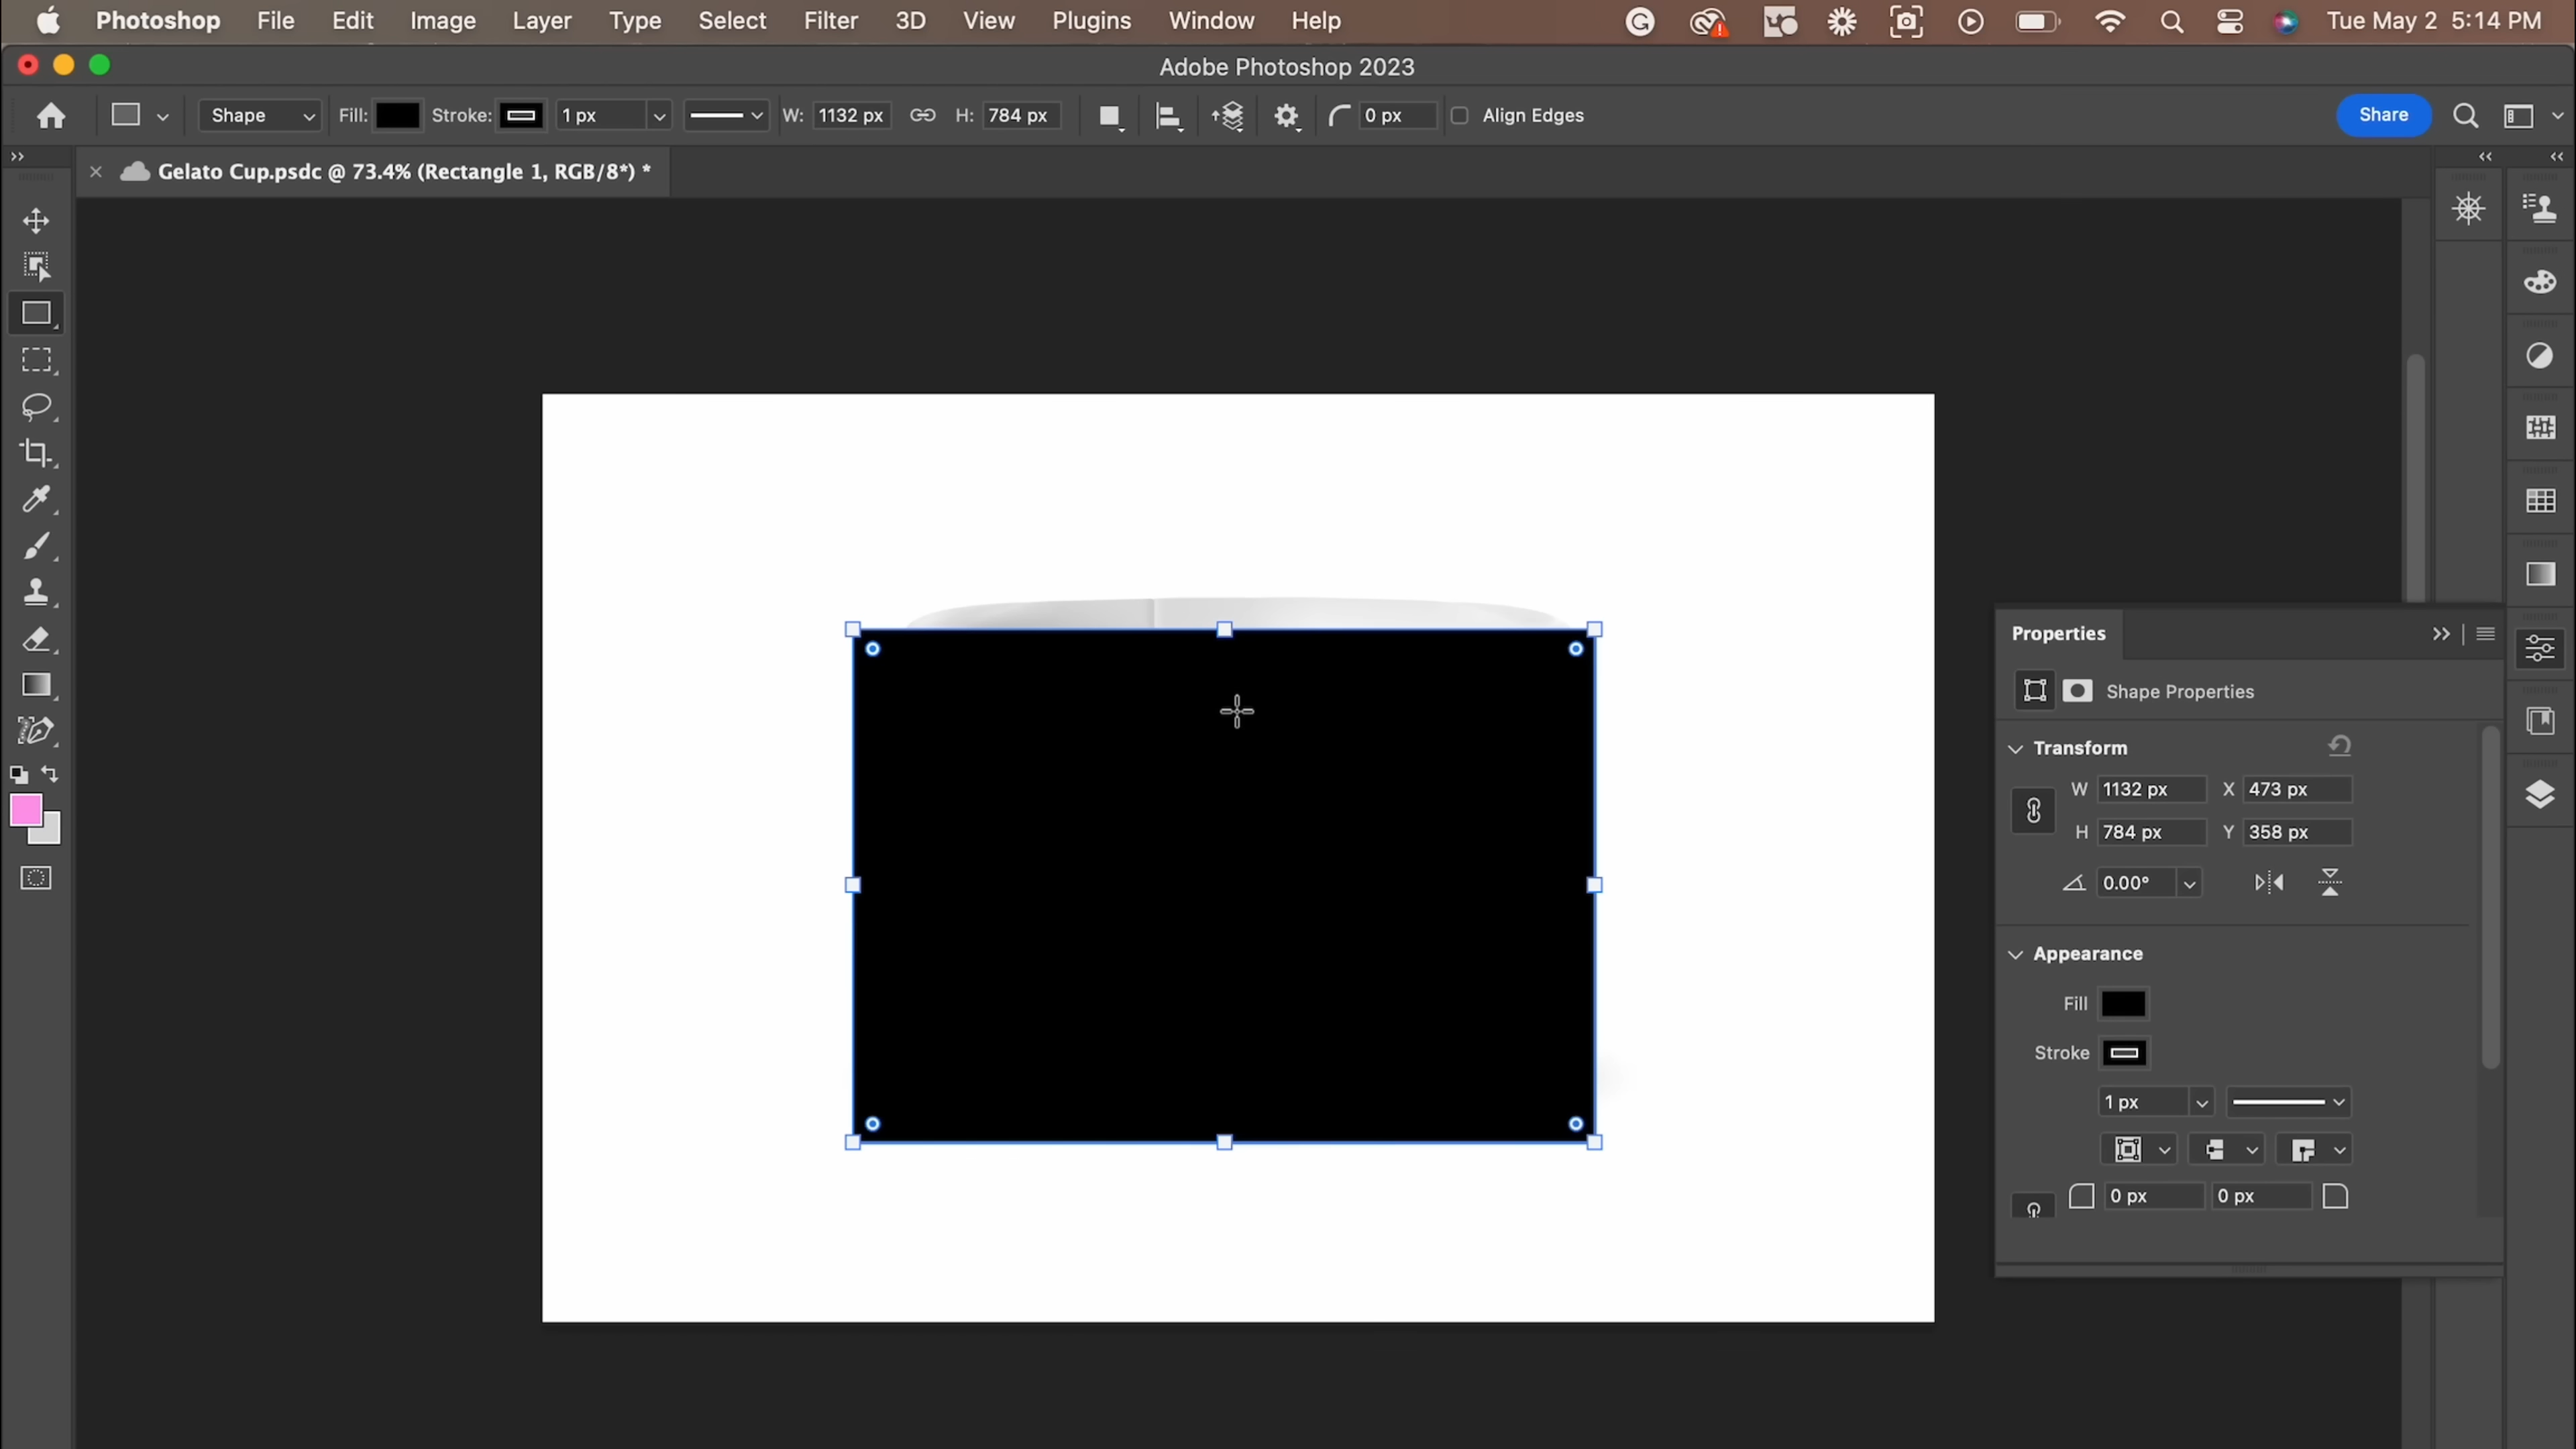 Photoshop File Edit Image Layer Type Select Filter 3D View Plugins Window Help Tue May 2 5:14 PM
Adobe Photoshop 2023
Shape Fill: Stroke: 1 px W: 1132 px H: 784 px 0 px Align Edges Share
Gelato Cup.psdc @ 73.4% (Rectangle 1, RGB/8*) *
Properties
Shape Properties
Transform
W 1132 px X 473 px
H 784 px Y 358 px
0.00°
Appearance
Fill
Stroke
1 px
0 px 0 px